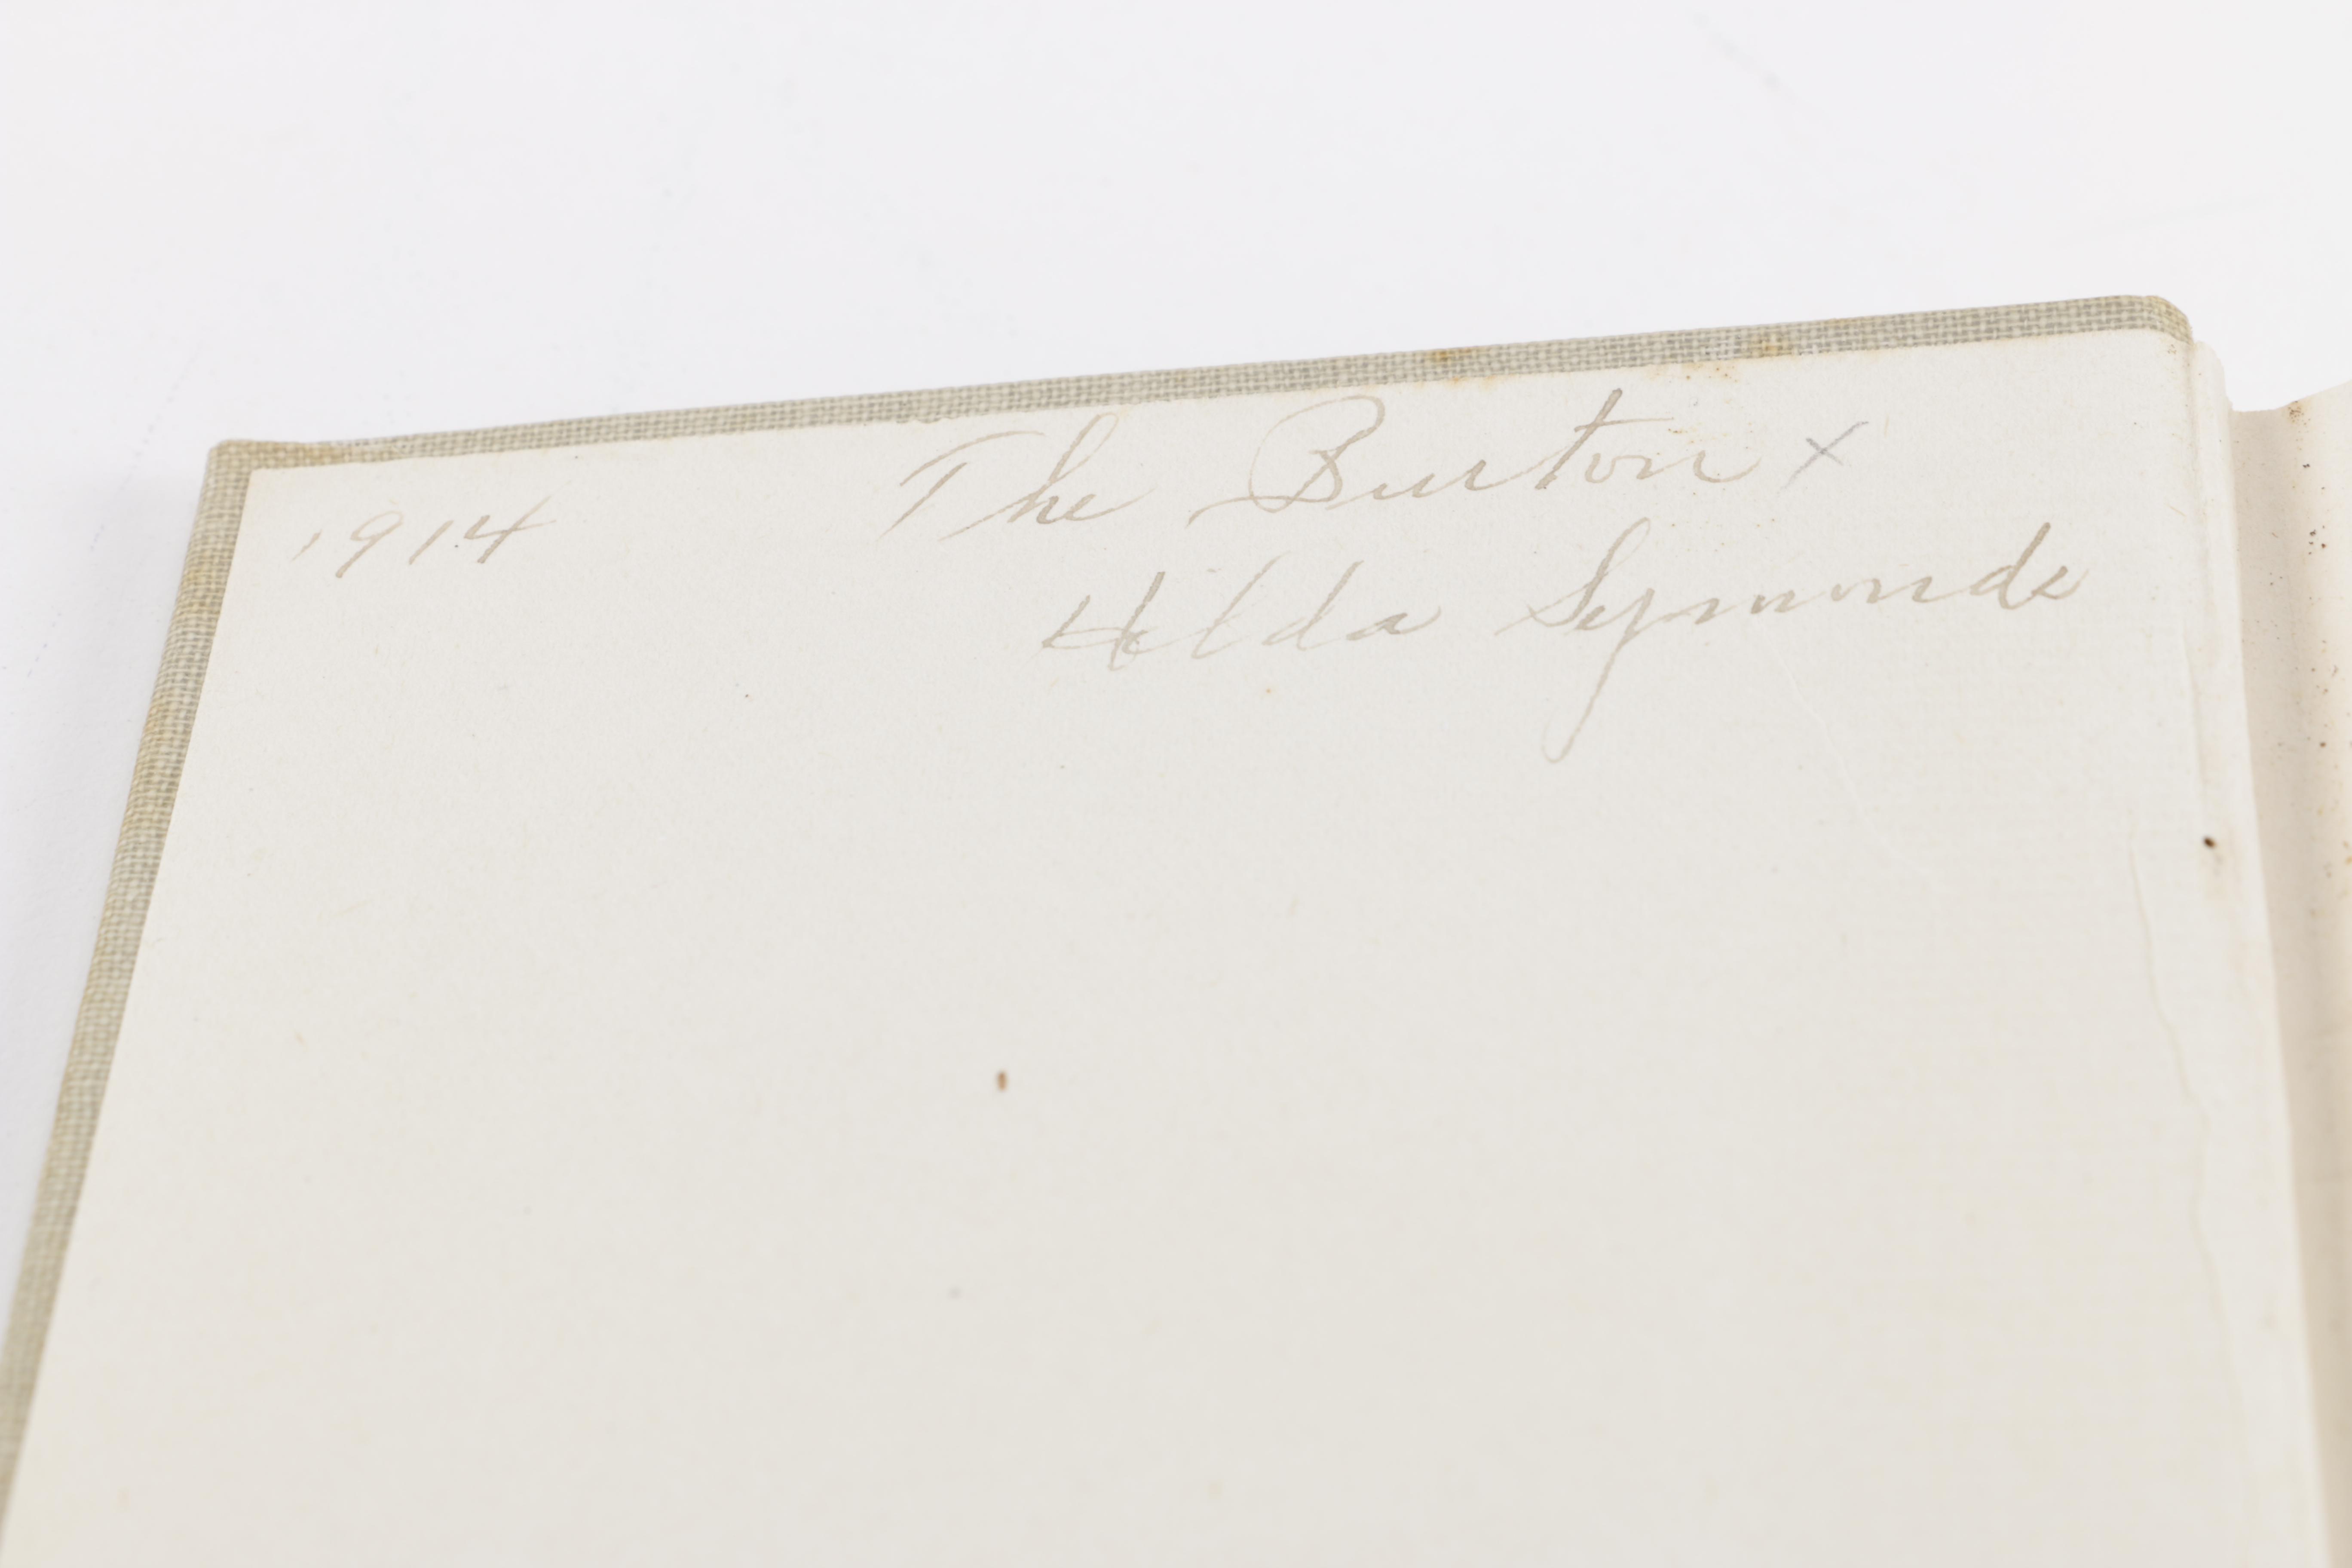 The Burton x
1914
Hilda Symonds